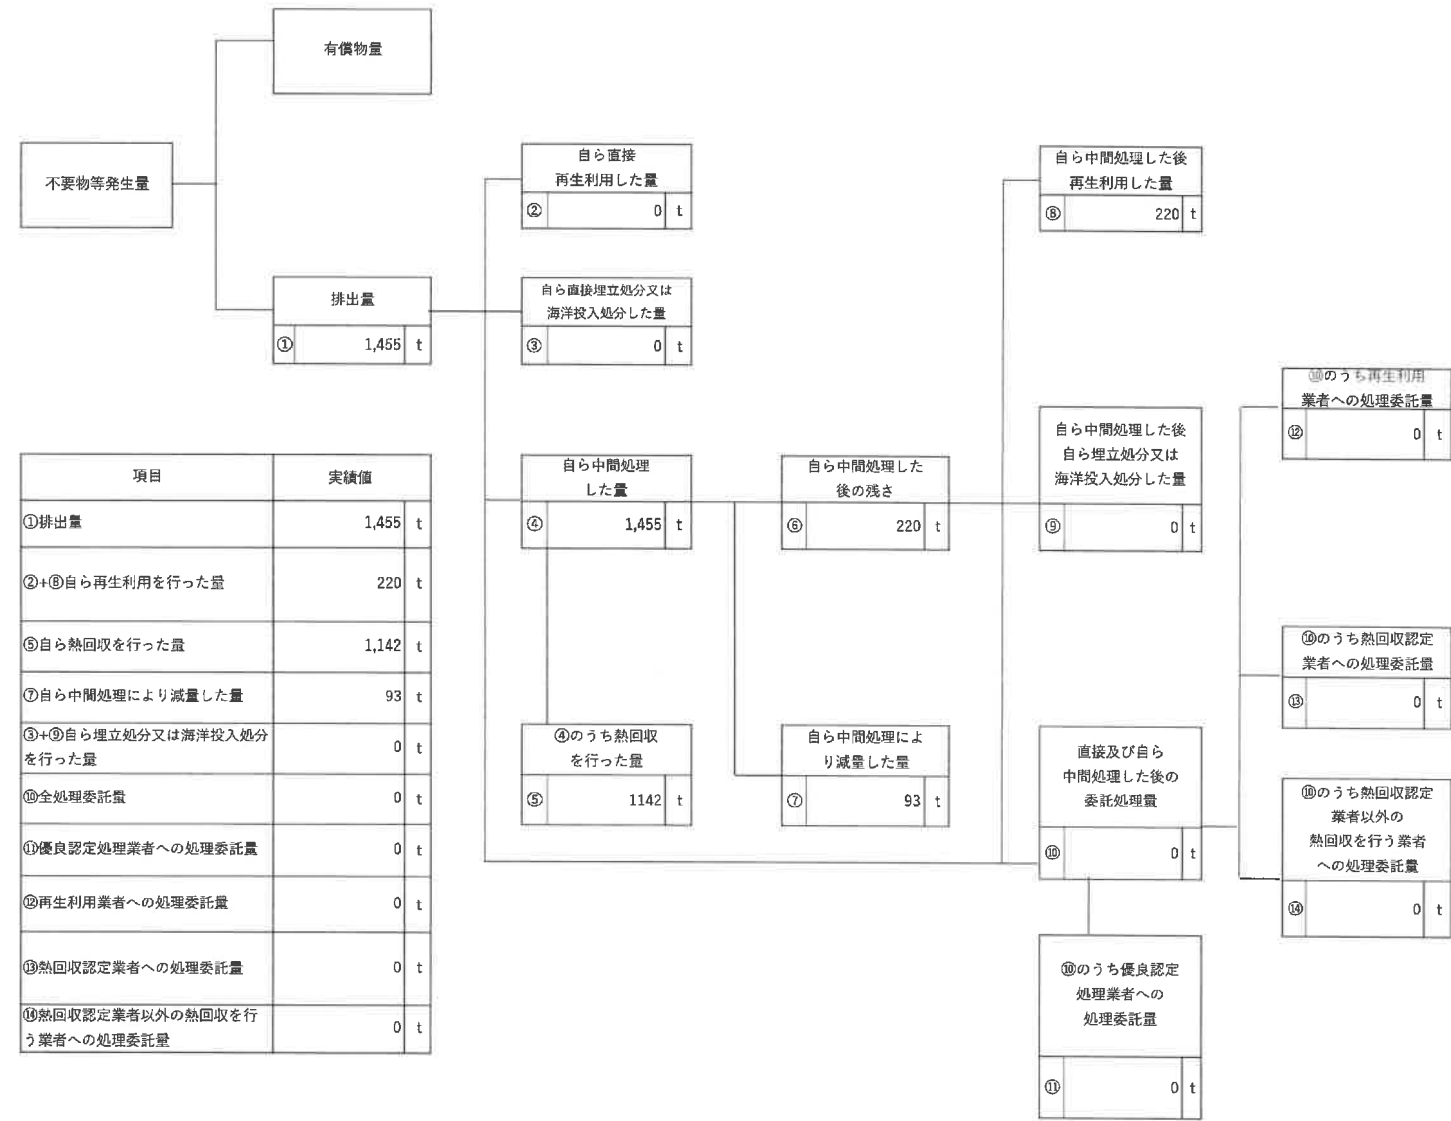 有償物量
不要物等発生量
排出量
① 1,455 t
自ら直接
再生利用した量
② 0 t
自ら直接埋立処分又は
海洋投入処分した量
③ 0 t
自ら中間処理
した量
④ 1,455 t
④のうち熱回収
を行った量
⑤ 1142 t
自ら中間処理した
後の残さ
⑥ 220 t
自ら中間処理によ
り減量した量
⑦ 93 t
自ら中間処理した後
再生利用した量
⑧ 220 t
自ら中間処理した後
自ら埋立処分又は
海洋投入処分した量
⑨ 0 t
直接及び自ら
中間処理した後の
委託処理量
⑩ 0 t
⑩のうち優良認定
処理業者への
処理委託量
⑪ 0 t
⑩のうち再生利用
業者への処理委託量
⑫ 0 t
⑩のうち熱回収認定
業者への処理委託量
⑬ 0 t
⑩のうち熱回収認定
業者以外の
熱回収を行う業者
への処理委託量
⑭ 0 t
項目 実績値
①排出量 1,455 t
②+⑧自ら再生利用を行った量 220 t
⑤自ら熱回収を行った量 1,142 t
⑦自ら中間処理により減量した量 93 t
③+⑨自ら埋立処分又は海洋投入処分
を行った量 0 t
⑩全処理委託量 0 t
⑪優良認定処理業者への処理委託量 0 t
⑫再生利用業者への処理委託量 0 t
⑬熱回収認定業者への処理委託量 0 t
⑭熱回収認定業者以外の熱回収を行
う業者への処理委託量 0 t